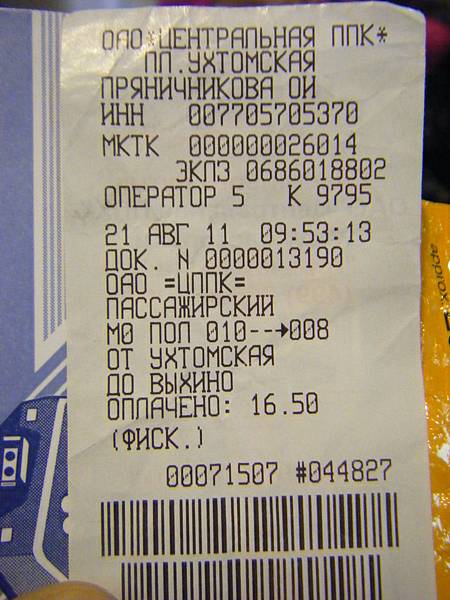 ОАО*ЦЕНТРАЛЬНАЯ ППК*
ПП.УХТОМСКАЯ
ПРЯНИЧНИКОВА ОИ
ИНН 007705705370
МКТК 000000026014
ЭКЛЗ 0686018802
ОПЕРАТОР 5 К 9795
21 АВГ 11 09:53:13
ДОК. N 0000013190
ОАО =ЦППК=
ПАССАЖИРСКИЙ
МО ПОЛ 010--➔008
ОТ УХТОМСКАЯ
ДО ВЫХИНО
ОПЛАЧЕНО: 16.50
(ФИСК.)
00071507 #044827